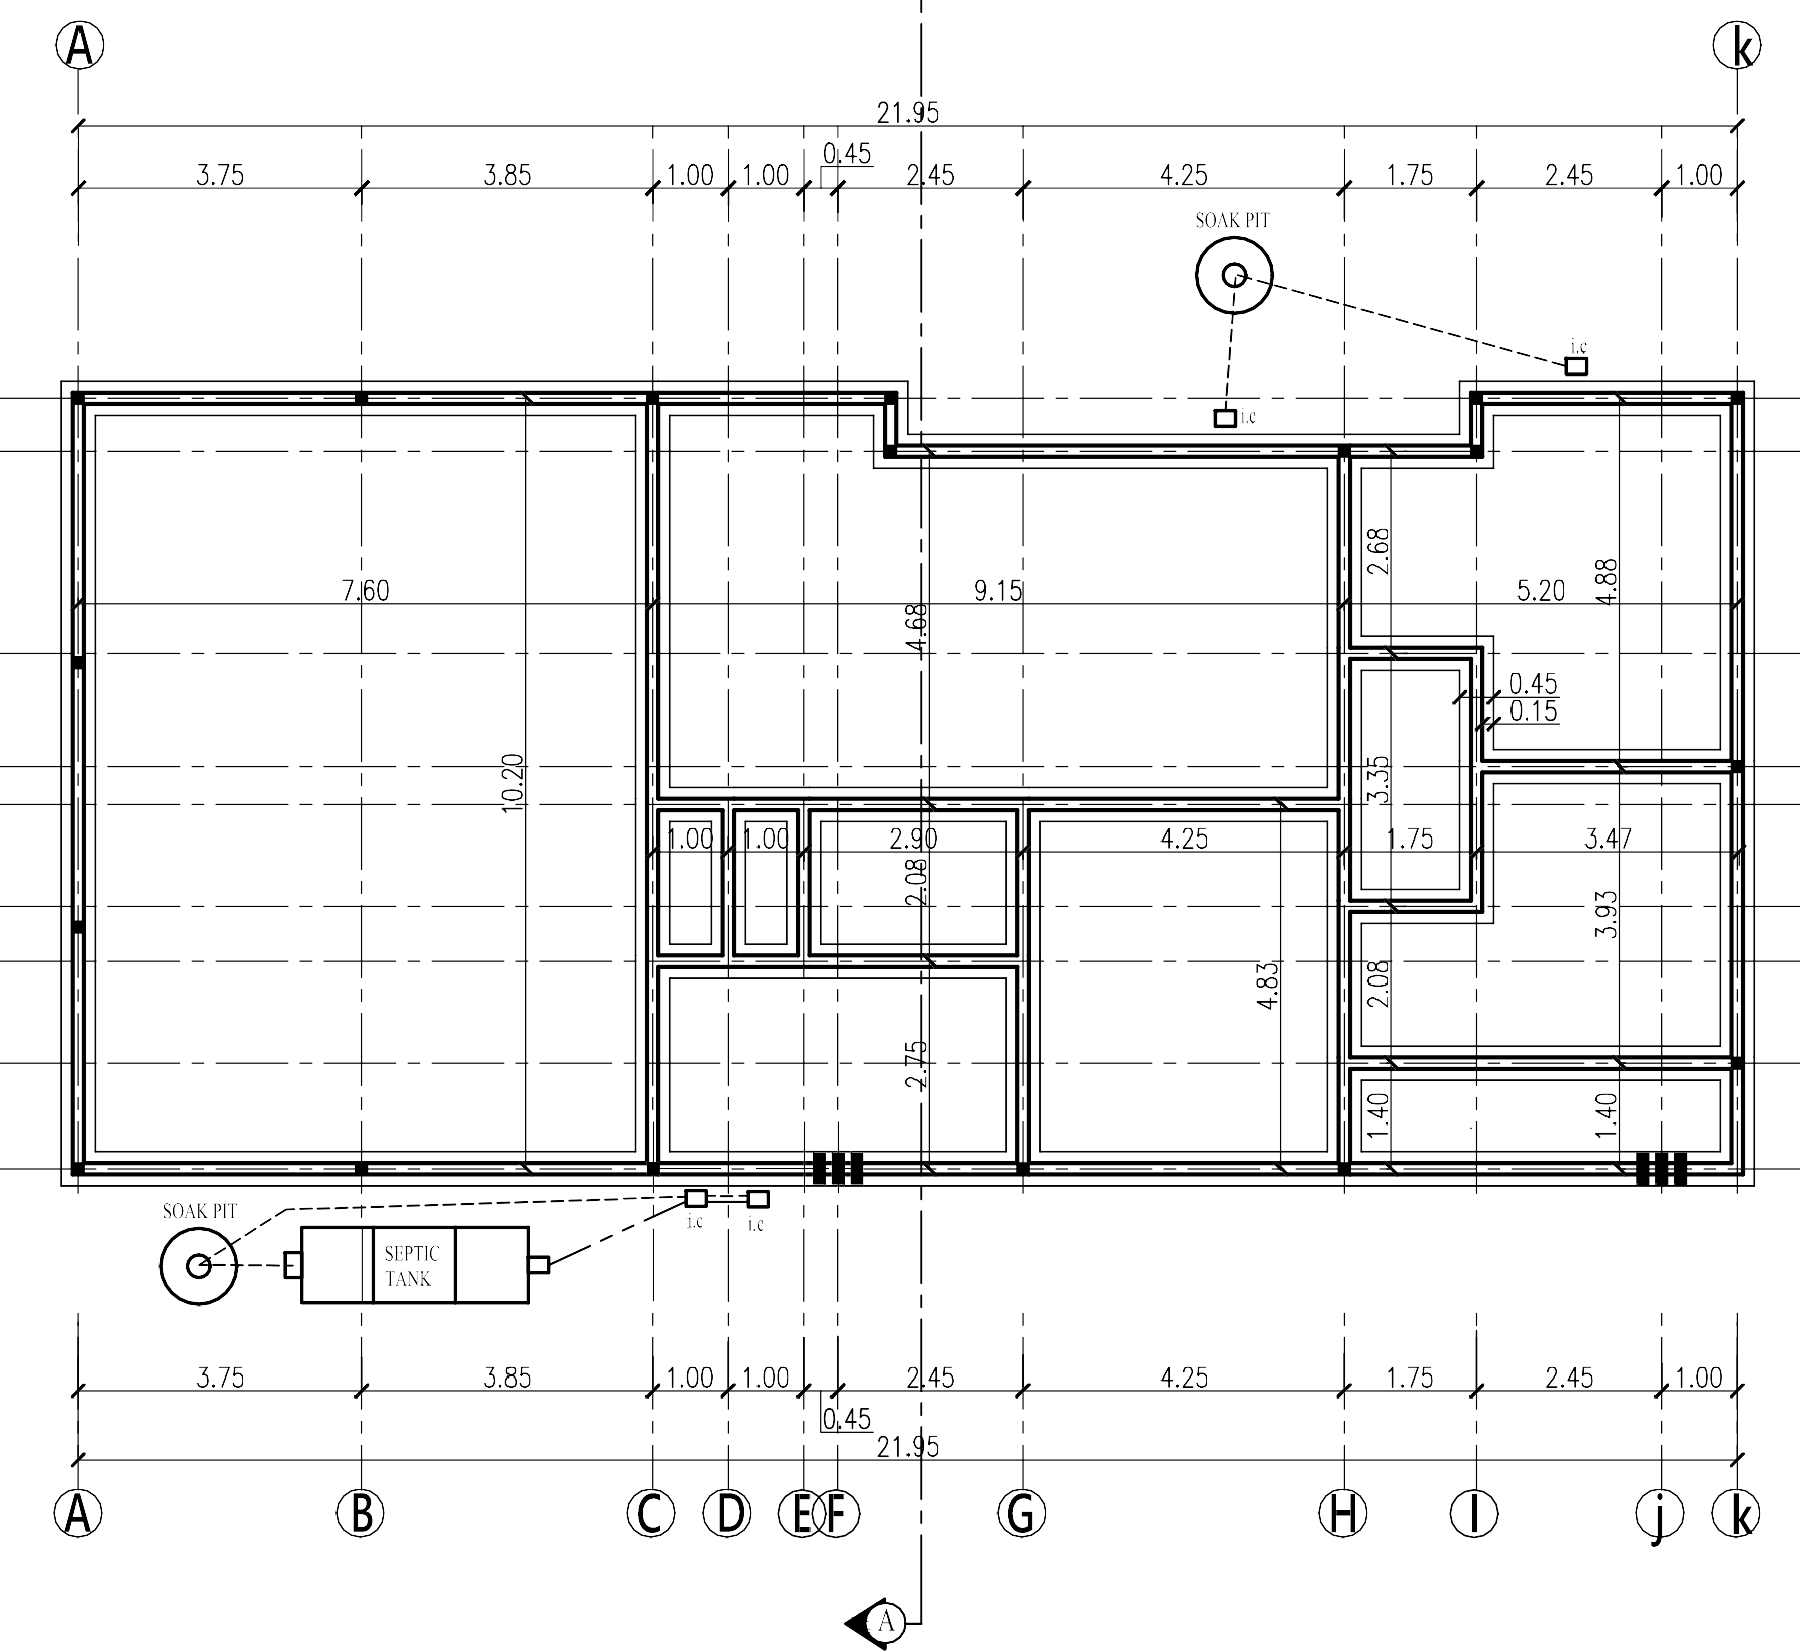 A k
21.95
3.75 3.85 1.00 1.00 0.45 2.45 4.25 1.75 2.45 1.00
SOAK PIT
i.c
i.c
2.68
4.88
7.60 9.15 5.20
4.68
0.45
0.15
10.20
3.35
1.00 1.00 2.90 4.25 1.75 3.47
2.08
3.93
4.83
2.08
2.75
1.40 1.40
SOAK PIT
i.c i.c
SEPTIC
TANK
3.75 3.85 1.00 1.00 2.45 4.25 1.75 2.45 1.00
0.45
21.95
A B C D E F G H I j k
A